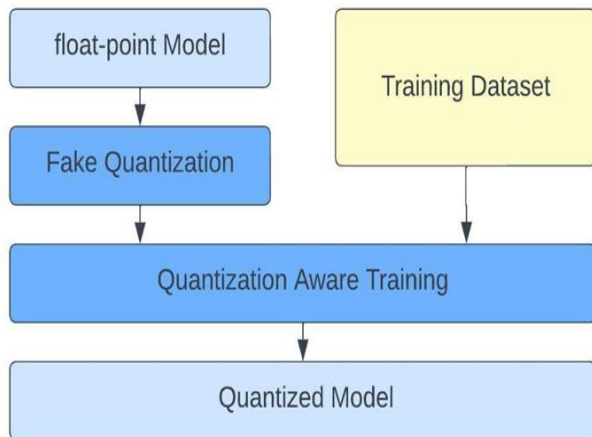 float-point Model
Training Dataset
Fake Quantization
Quantization Aware Training
Quantized Model